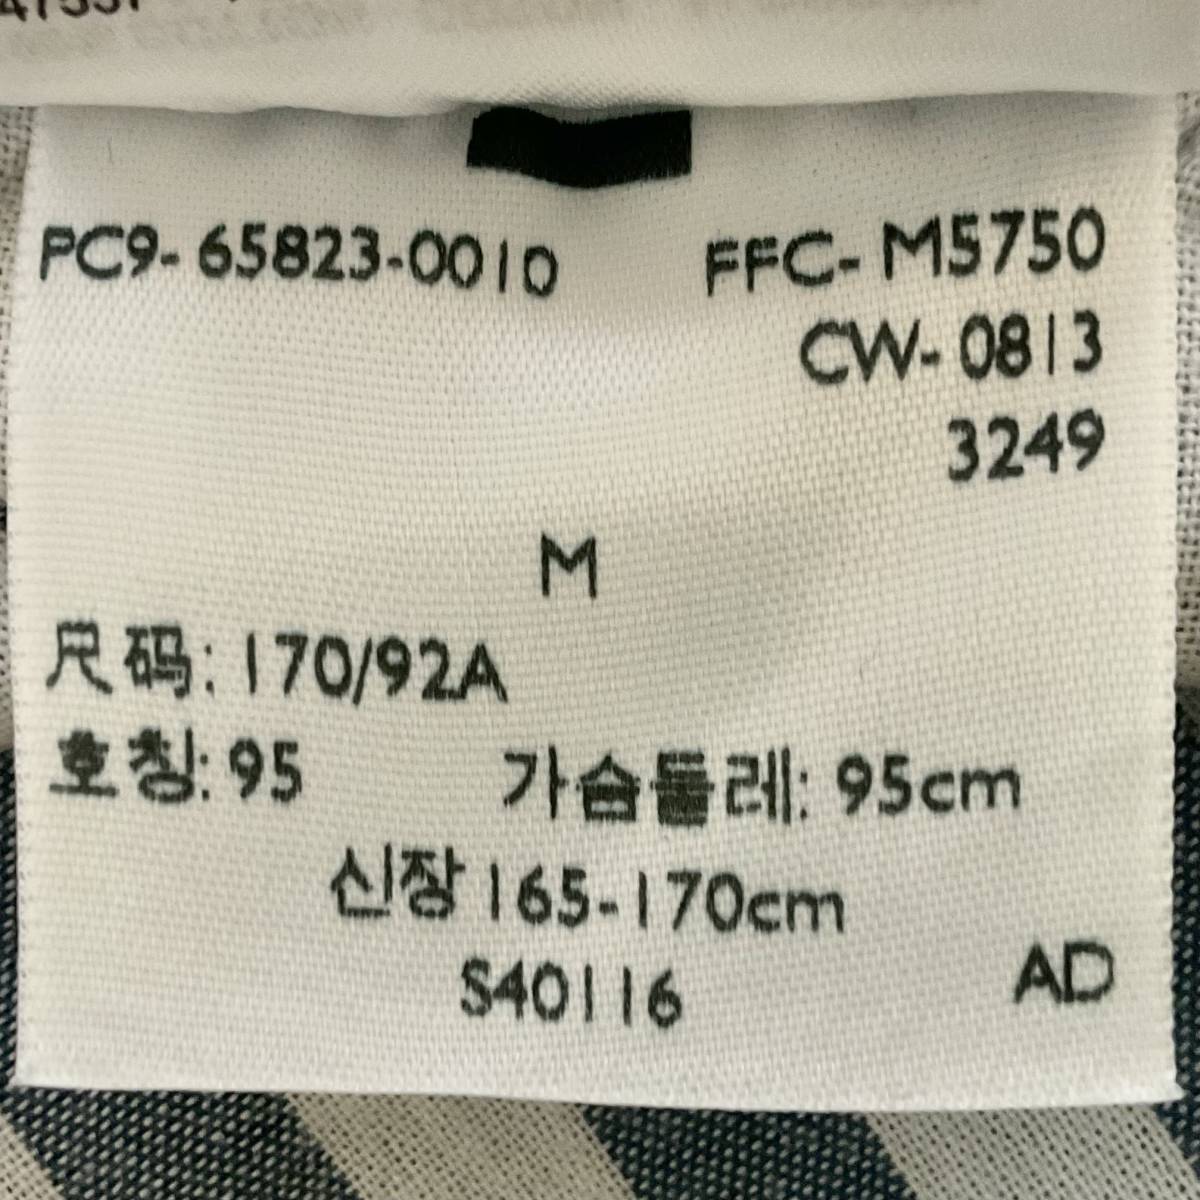 PC9- 65823-0010 FFC- M5750
CW- 0813
3249
M
尺码: 170/92A
호칭: 95 가슴둘레: 95cm
신장 165-170cm
S40116 AD